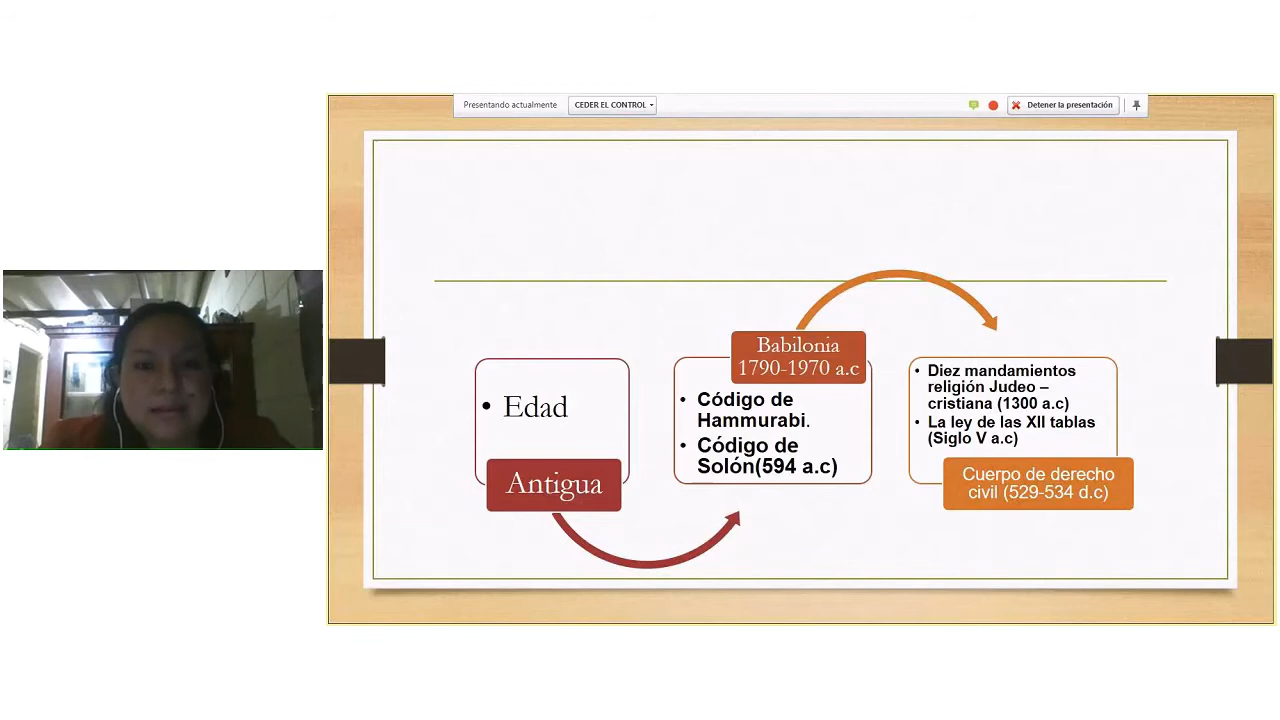 Presentando actualmente CEDER EL CONTROL Detener la presentación
• Edad
Antigua
Babilonia
1790-1970 a.c
• Código de
Hammurabi.
• Código de
Solón(594 a.c)
• Diez mandamientos
religión Judeo –
cristiana (1300 a.c)
• La ley de las XII tablas
(Siglo V a.c)
Cuerpo de derecho
civil (529-534 d.c)